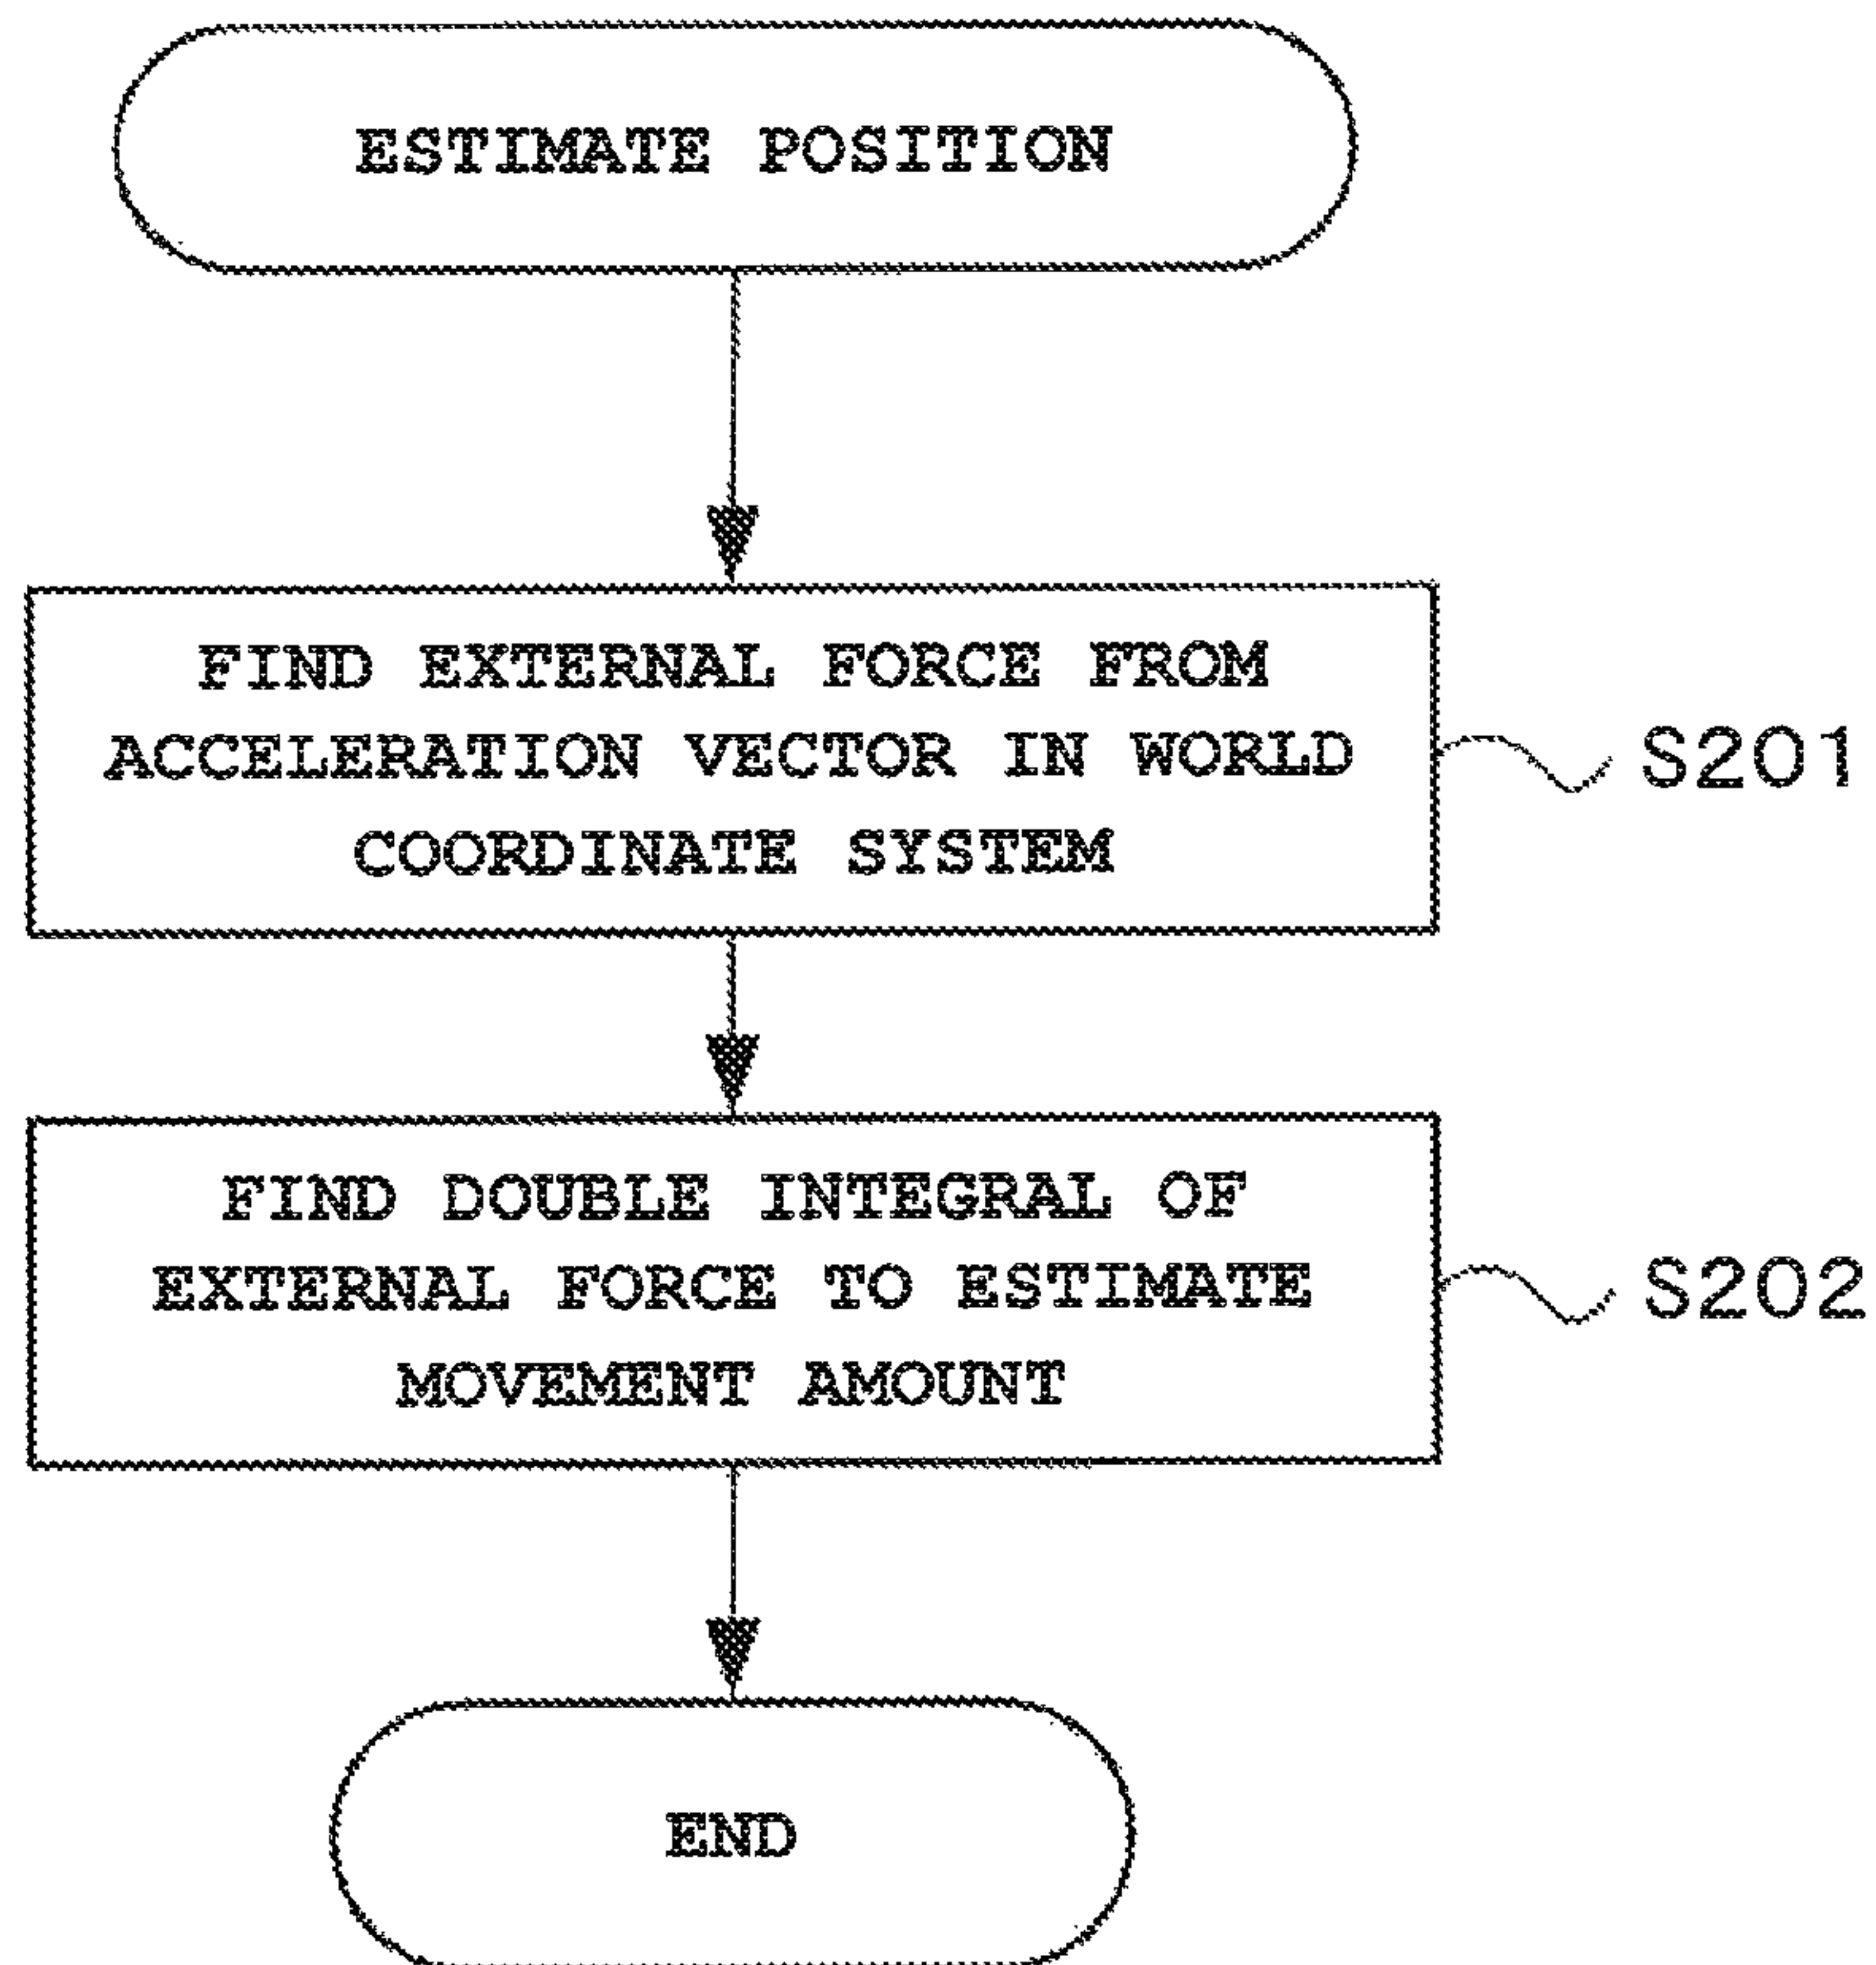 ESTIMATE POSITION
FIND EXTERNAL FORCE FROM
ACCELERATION VECTOR IN WORLD
COORDINATE SYSTEM
S201
FIND DOUBLE INTEGRAL OF
EXTERNAL FORCE TO ESTIMATE
MOVEMENT AMOUNT
S202
END